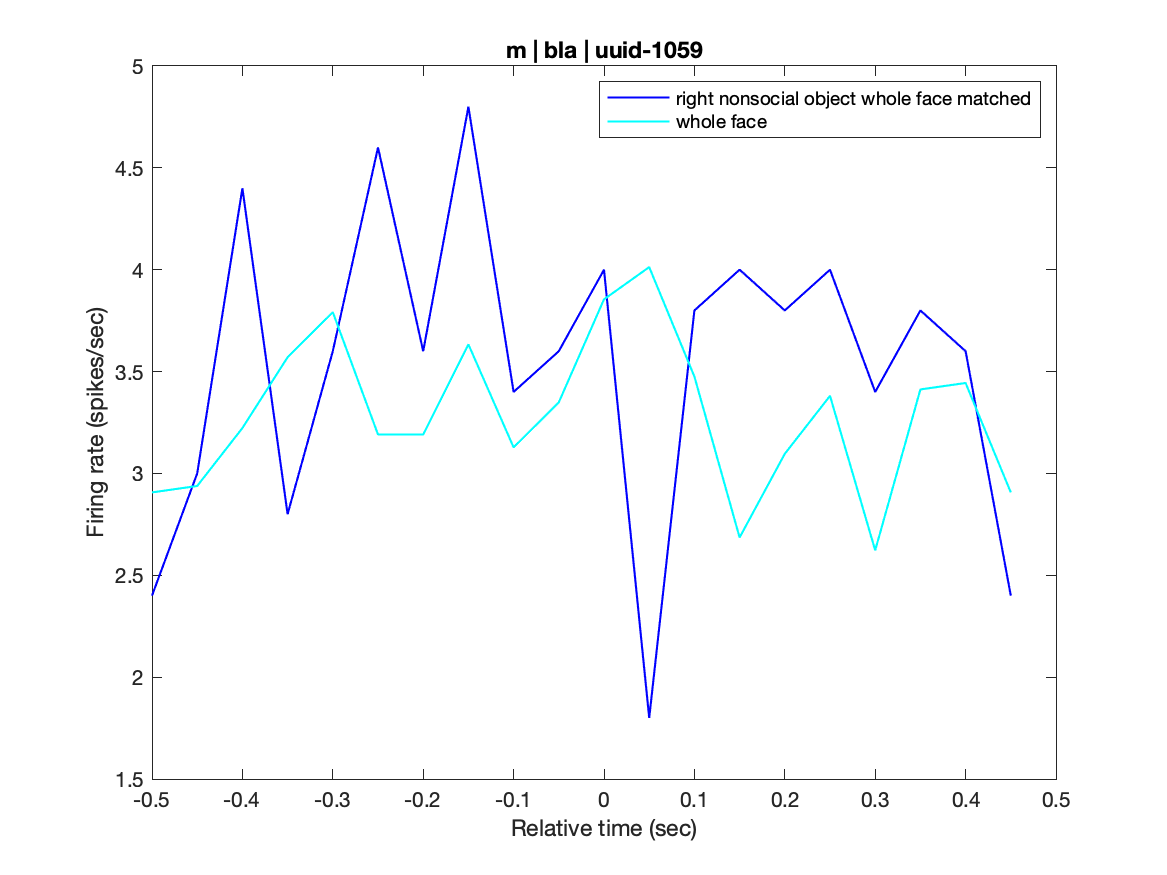 m | bla | uuid-1059
right nonsocial object whole face matched
whole face
5
4.5
4
3.5
3
2.5
2
1.5
Firing rate (spikes/sec)
-0.5 -0.4 -0.3 -0.2 -0.1 0 0.1 0.2 0.3 0.4 0.5
Relative time (sec)